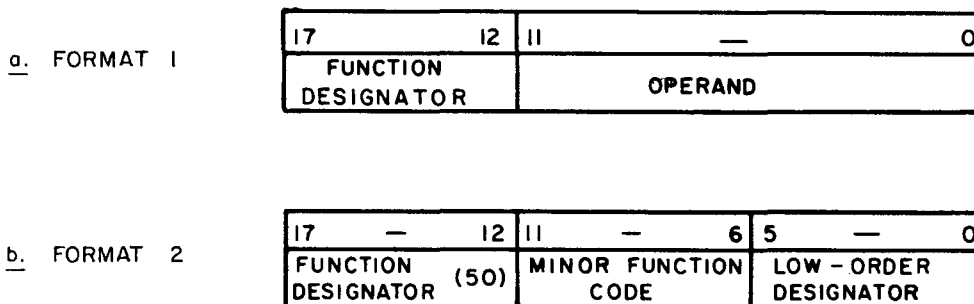 a. FORMAT 1
17 12 11 — 0
FUNCTION DESIGNATOR OPERAND
b. FORMAT 2
17 — 12 11 — 6 5 — 0
FUNCTION DESIGNATOR (50) MINOR FUNCTION CODE LOW-ORDER DESIGNATOR